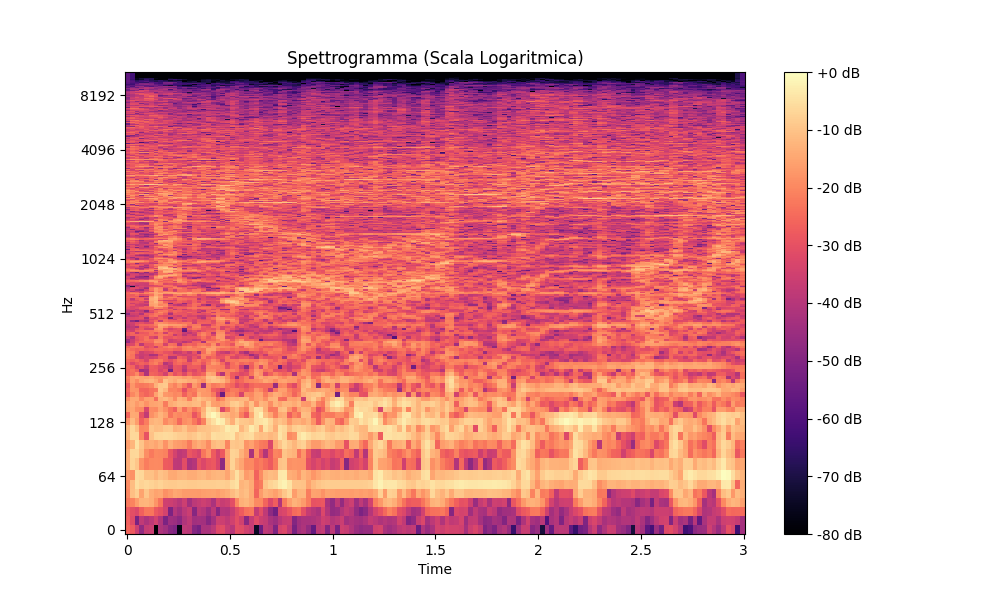 Spettrogramma (Scala Logaritmica)
Hz
8192
4096
2048
1024
512
256
128
64
0
0
0.5
1
1.5
2
2.5
3
Time
+0 dB
-10 dB
-20 dB
-30 dB
-40 dB
-50 dB
-60 dB
-70 dB
-80 dB